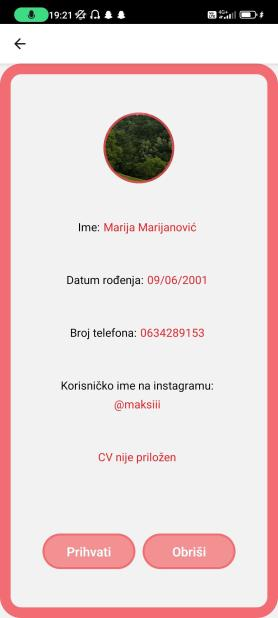 19:21
4G+
Ime: Marija Marijanović
Datum rođenja: 09/06/2001
Broj telefona: 0634289153
Korisničko ime na instagramu:
@maksiii
CV nije priložen
Prihvati
Obriši